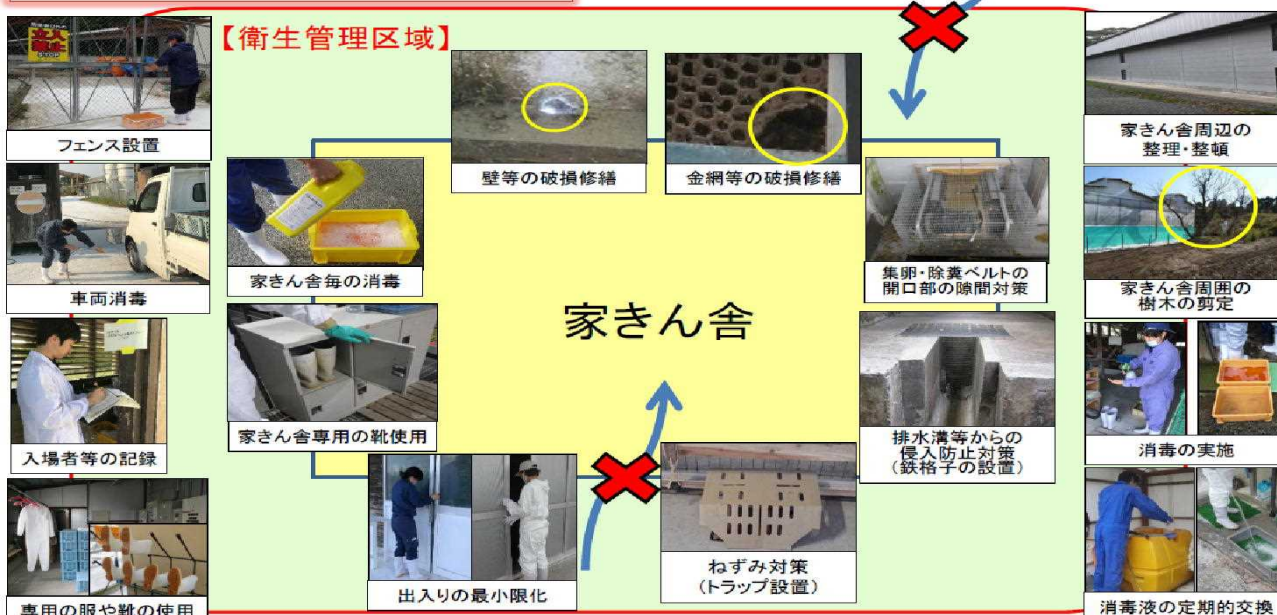 【衛生管理区域】
立入
禁止
フェンス設置
車両消毒
入場者等の記録
専用の服や靴の使用
家きん舎毎の消毒
家きん舎専用の靴使用
出入りの最小限化
壁等の破損修繕
金網等の破損修繕
家きん舎
ねずみ対策
(トラップ設置)
集卵・除糞ベルトの
開口部の隙間対策
排水溝等からの
侵入防止対策
(鉄格子の設置)
家きん舎周辺の
整理・整頓
家きん舎周囲の
樹木の剪定
消毒の実施
消毒液の定期的交換